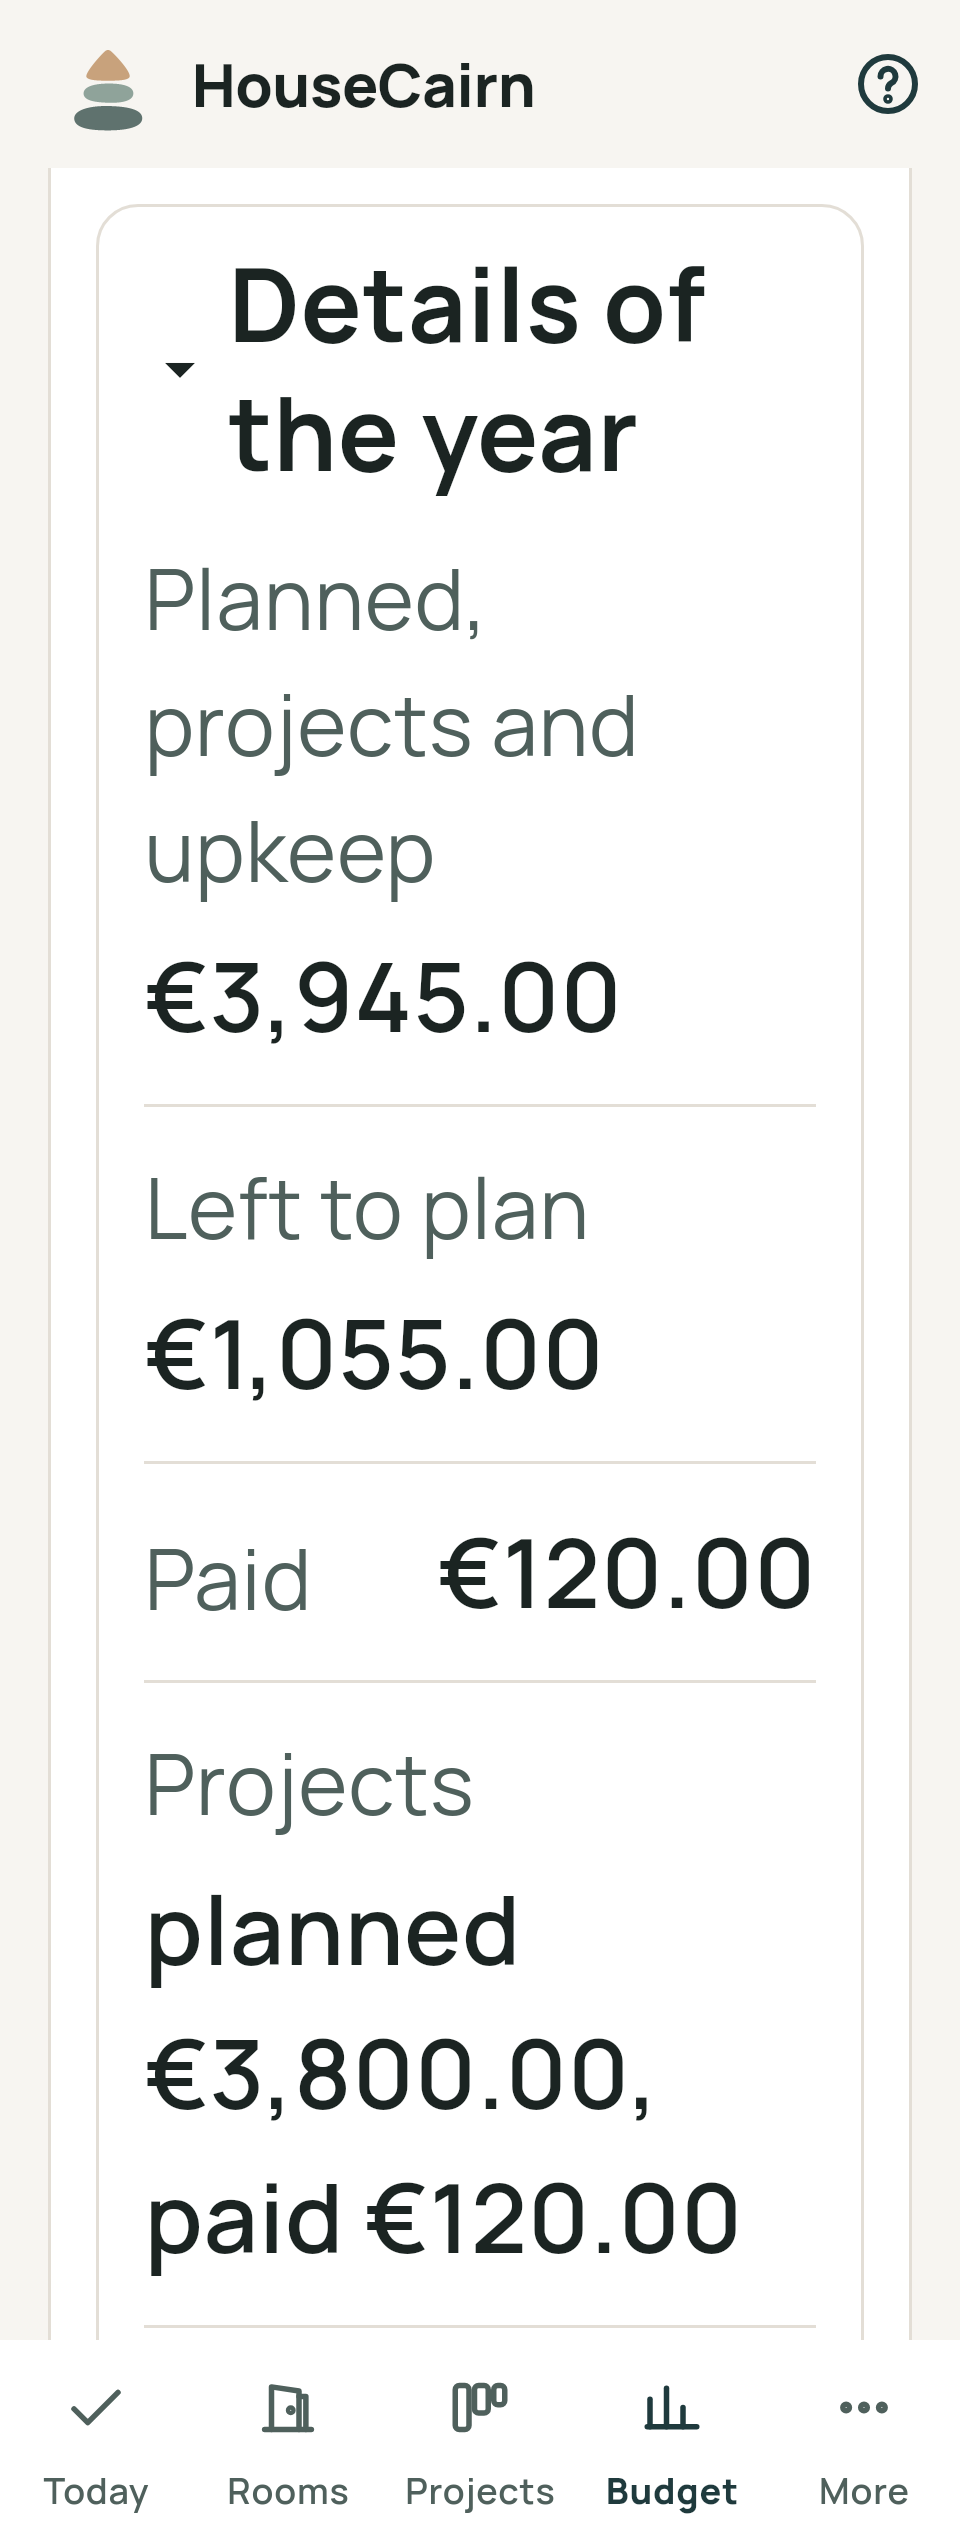 HouseCairn
Details of
the year
Planned,
projects and
upkeep
€3,945.00
Left to plan
€1,055.00
Paid €120.00
Projects
planned
€3,800.00,
paid €120.00
Today Rooms Projects Budget More